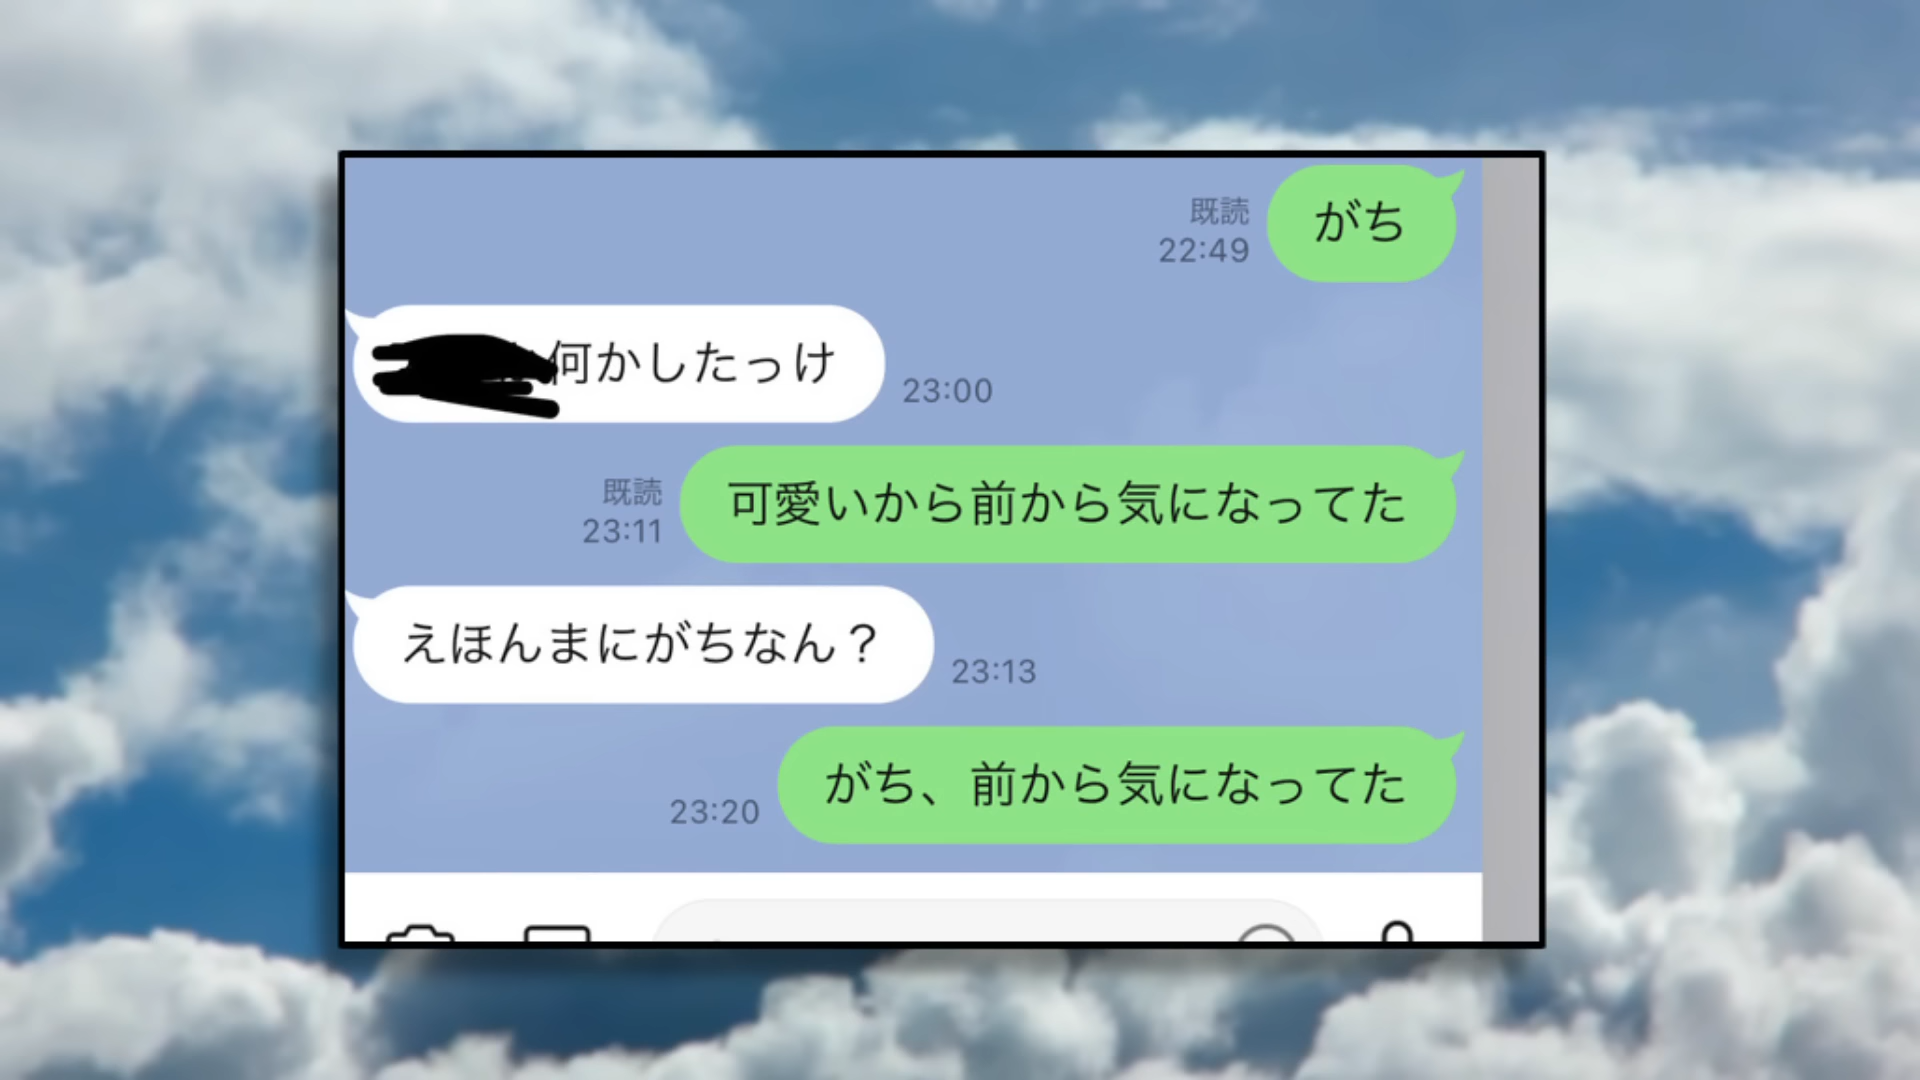 がち
既読
22:49
何かしたっけ
23:00
可愛いから前から気になってた
既読
23:11
えほんまにがちなん？
23:13
がち、前から気になってた
23:20